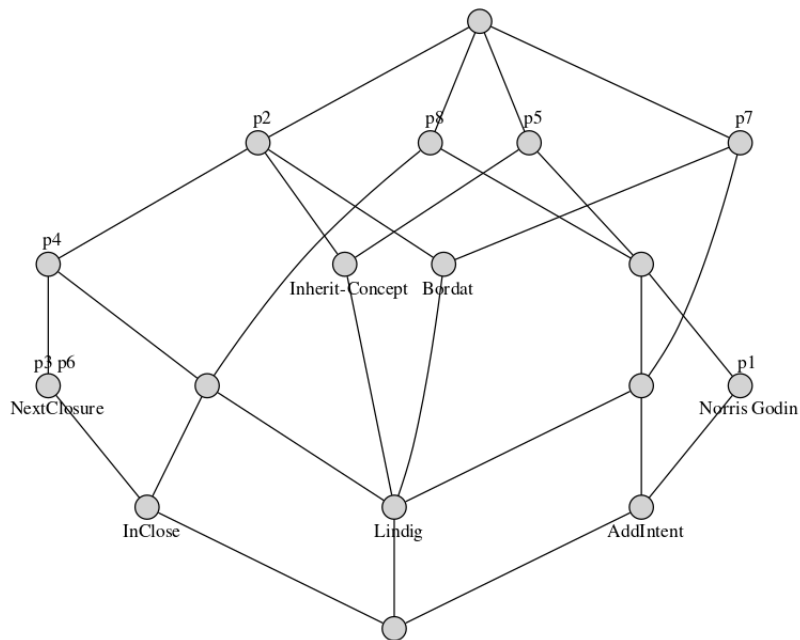 p2
p8
p5
p7
p4
Inherit-Concept
Bordat
p3 p6
p1
NextClosure
Norris Godin
InClose
Lindig
AddIntent